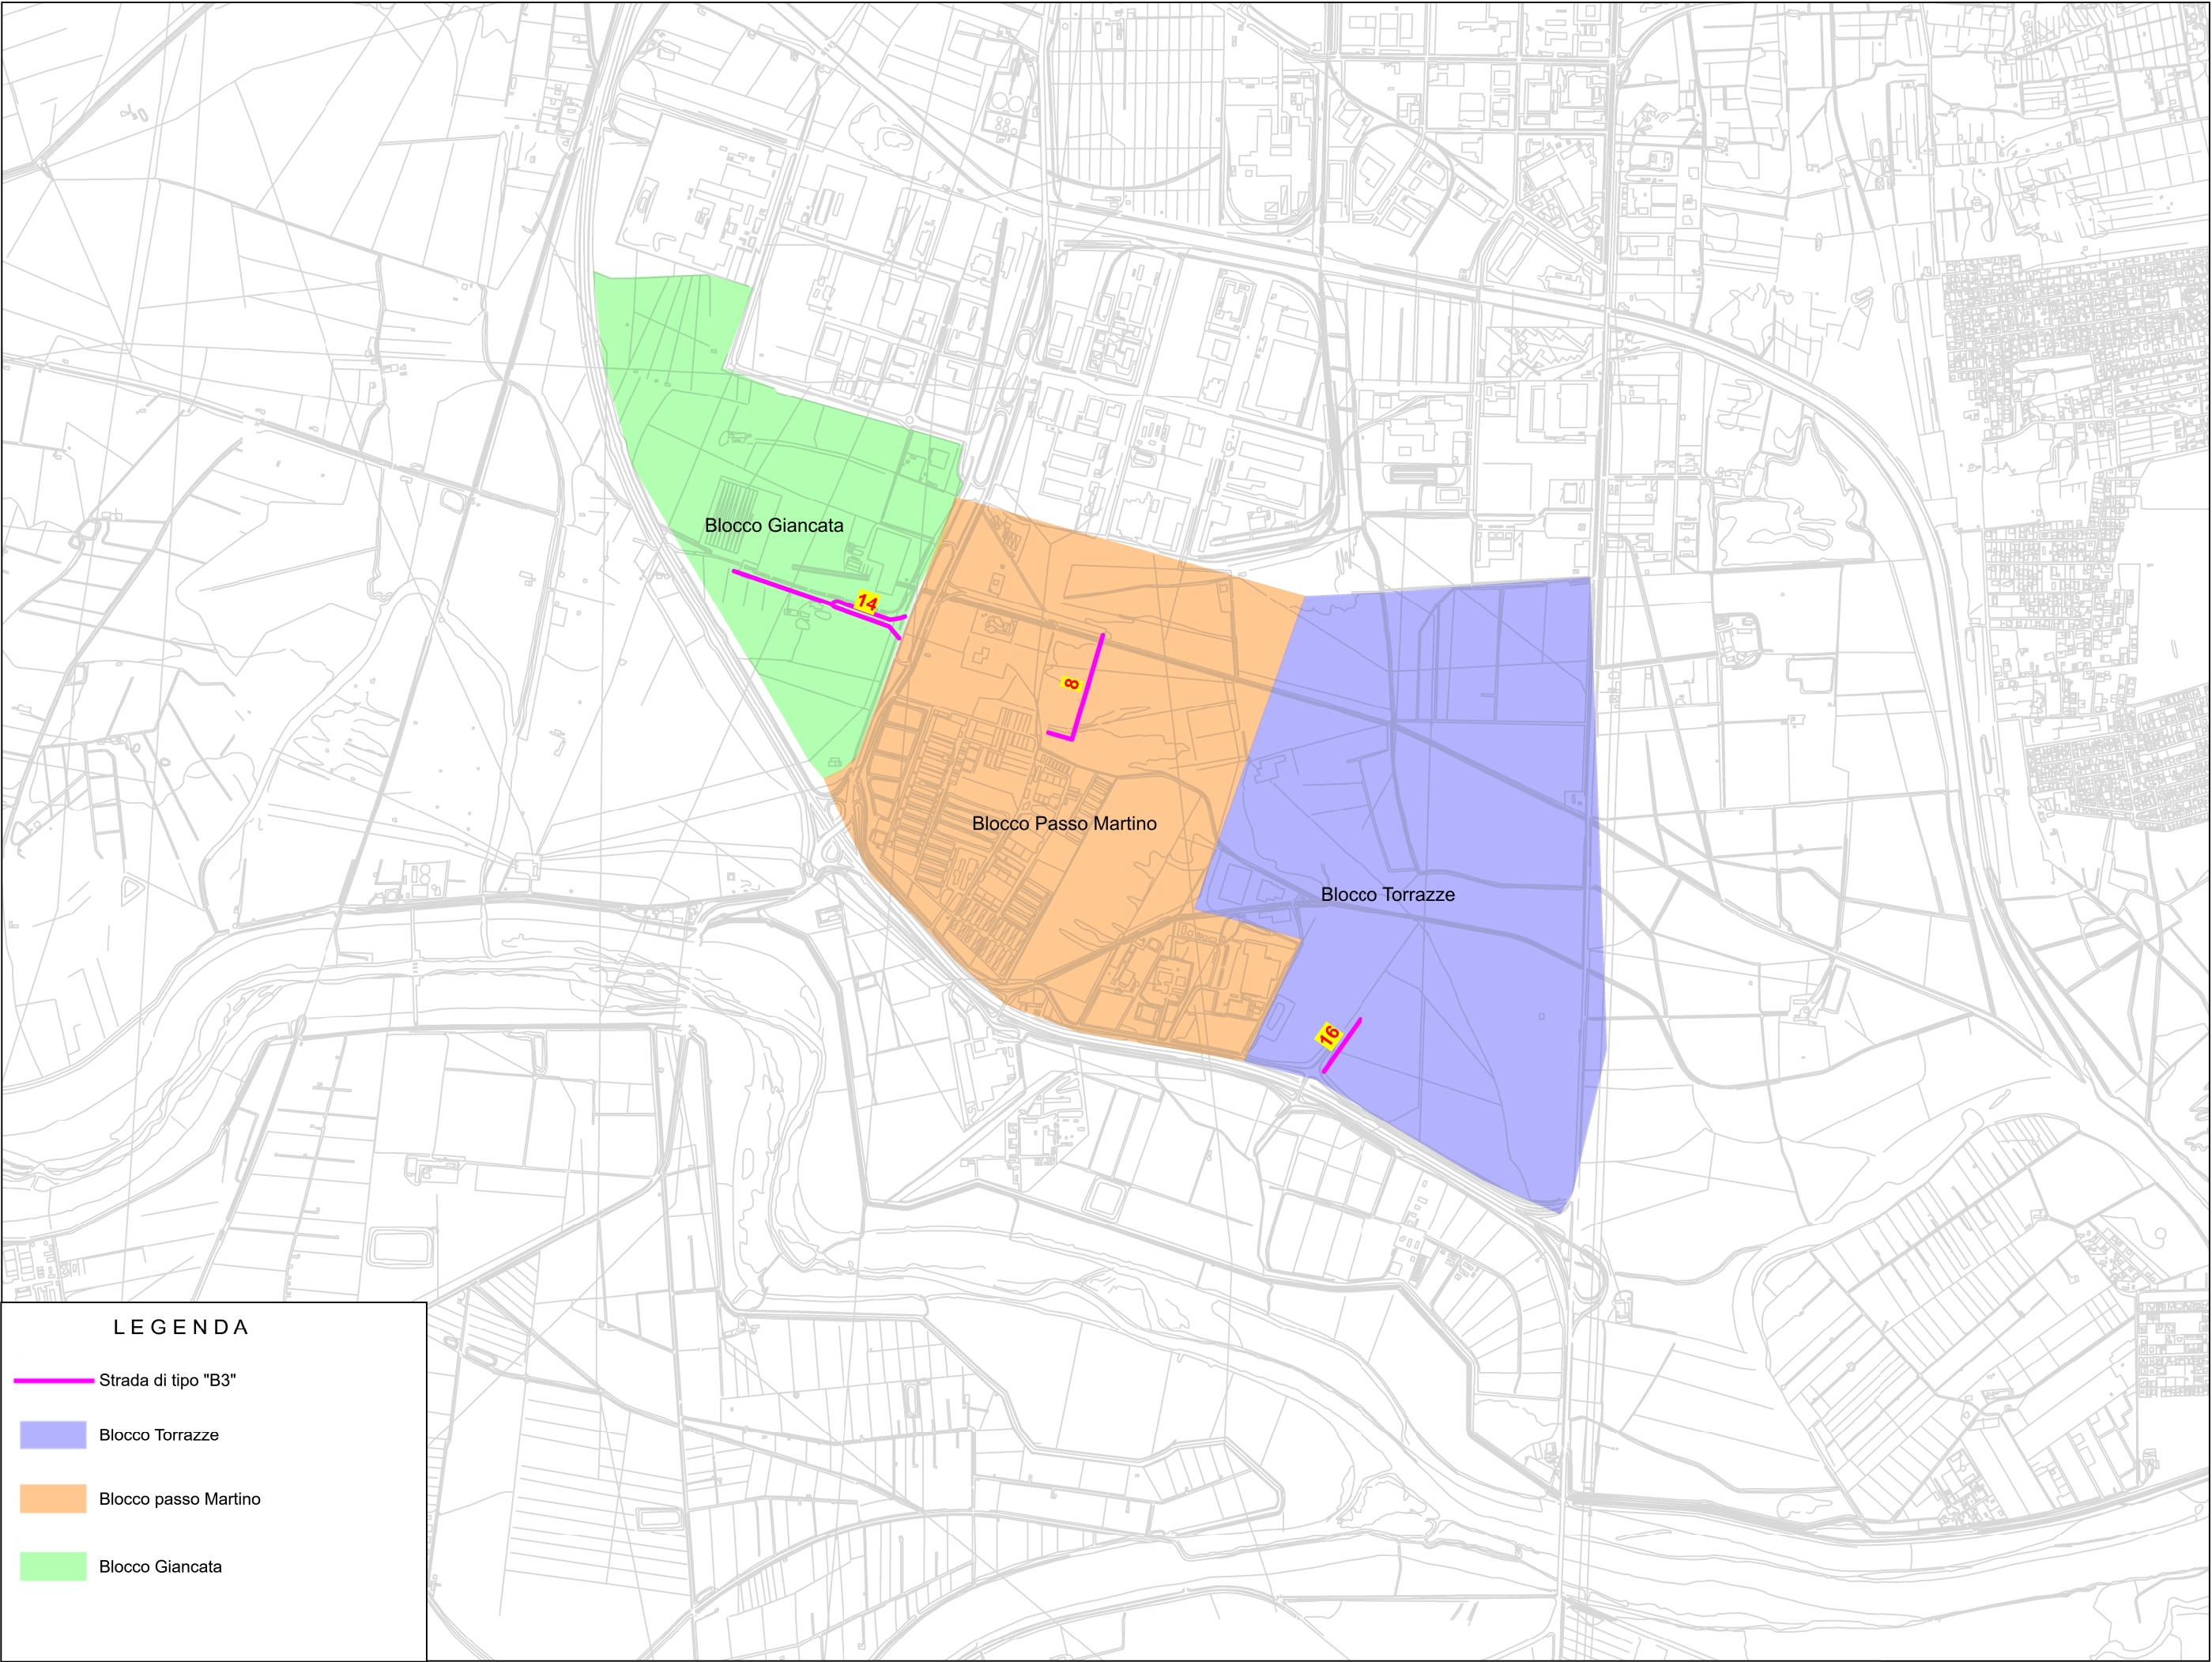 Blocco Giancata
14
8
Blocco Passo Martino
Blocco Torrazze
16
L E G E N D A
Strada di tipo "B3"
Blocco Torrazze
Blocco passo Martino
Blocco Giancata